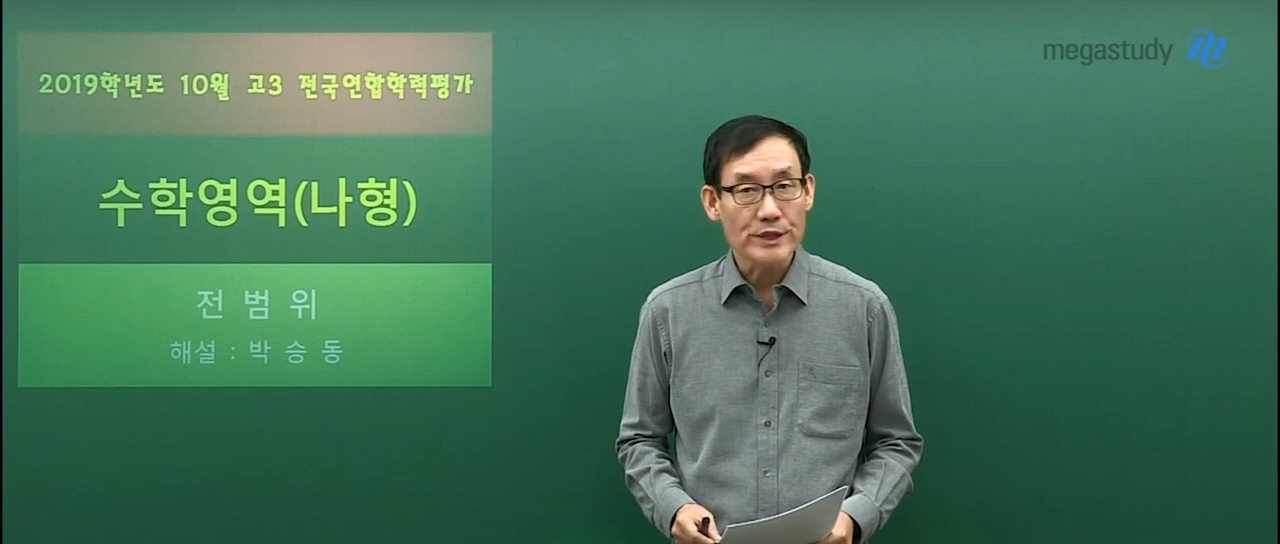 2019학년도 10월 고3 전국연합학력평가
megastudy
수학영역(나형)
전 범 위
해설 : 박 승 동